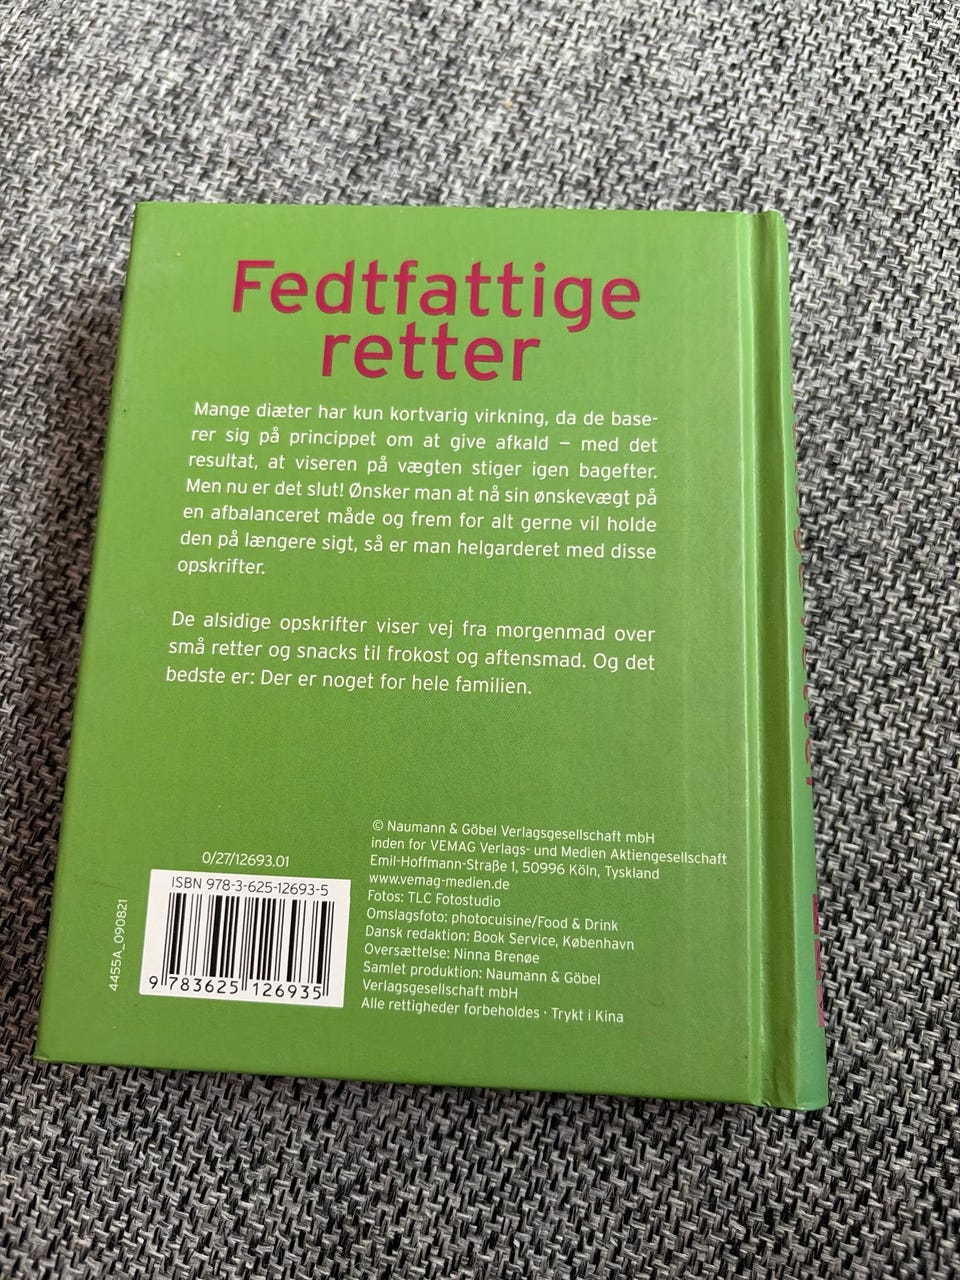 Fedtfattige
retter
Mange diæter har kun kortvarig virkning, da de base-
rer sig på princippet om at give afkald – med det
resultat, at viseren på vægten stiger igen bagefter.
Men nu er det slut! Ønsker man at nå sin ønskevægt på
en afbalanceret måde og frem for alt gerne vil holde
den på længere sigt, så er man helgarderet med disse
opskrifter.
De alsidige opskrifter viser vej fra morgenmad over
små retter og snacks til frokost og aftensmad. Og det
bedste er: Der er noget for hele familien.
0/27/12693.01
ISBN 978-3-625-12693-5
9 783625 126935
4455A_090821
© Naumann & Göbel Verlagsgesellschaft mbH
inden for VEMAG Verlags- und Medien Aktiengesellschaft
Emil-Hoffmann-Straße 1, 50996 Köln, Tyskland
www.vemag-medien.de
Fotos: TLC Fotostudio
Omslagsfoto: photocuisine/Food & Drink
Dansk redaktion: Book Service, København
Oversættelse: Ninna Brenøe
Samlet produktion: Naumann & Göbel
Verlagsgesellschaft mbH
Alle rettigheder forbeholdes · Trykt i Kina